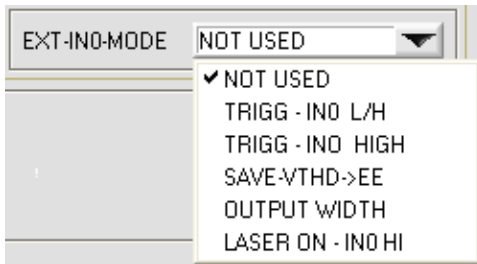 EXT-IN0-MODE NOT USED
✔NOT USED
TRIGG - IN0 L/H
TRIGG - IN0 HIGH
SAVE-VTHD->EE
OUTPUT WIDTH
LASER ON - IN0 HI